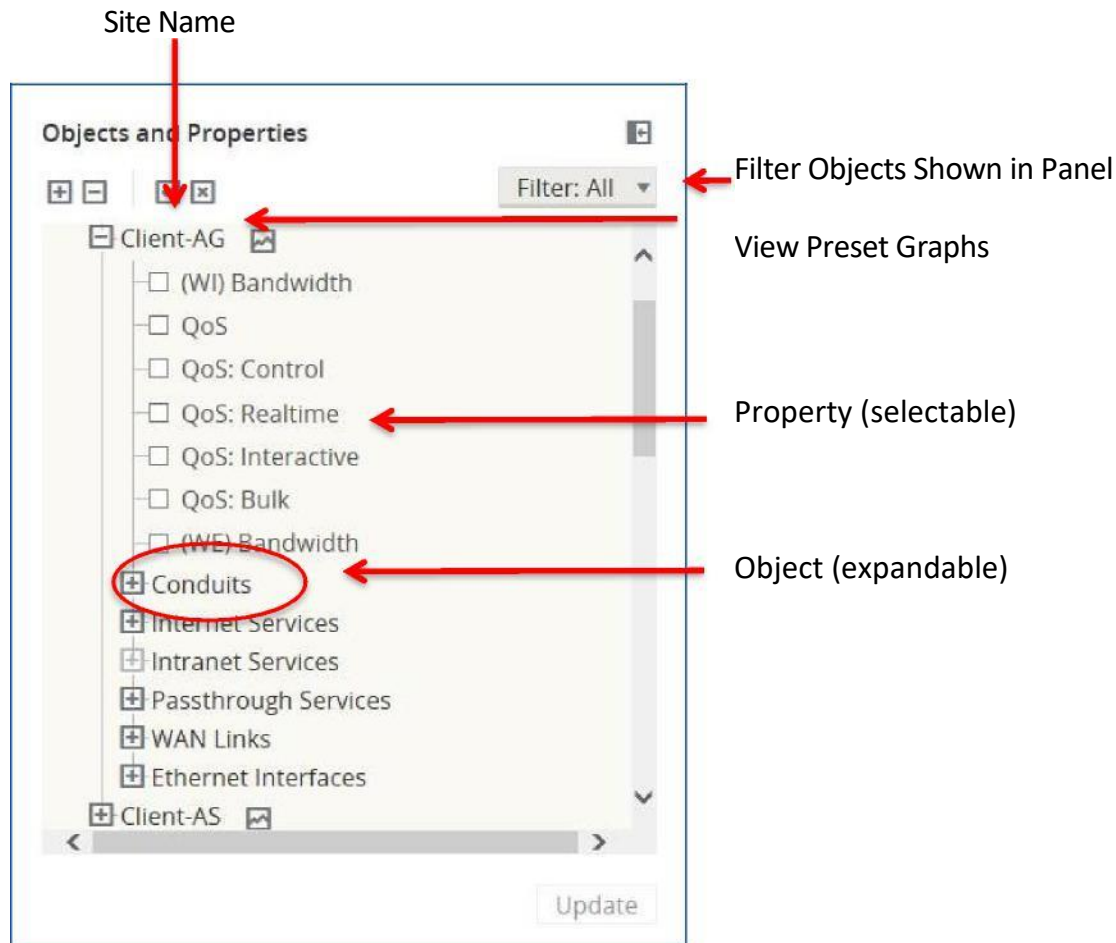 Site Name
Objects and Properties
Filter: All
Filter Objects Shown in Panel
Client-AG
View Preset Graphs
(WI) Bandwidth
QoS
QoS: Control
QoS: Realtime
Property (selectable)
QoS: Interactive
QoS: Bulk
(WE) Bandwidth
Object (expandable)
Conduits
Internet Services
Intranet Services
Passthrough Services
WAN Links
Ethernet Interfaces
Client-AS
Update